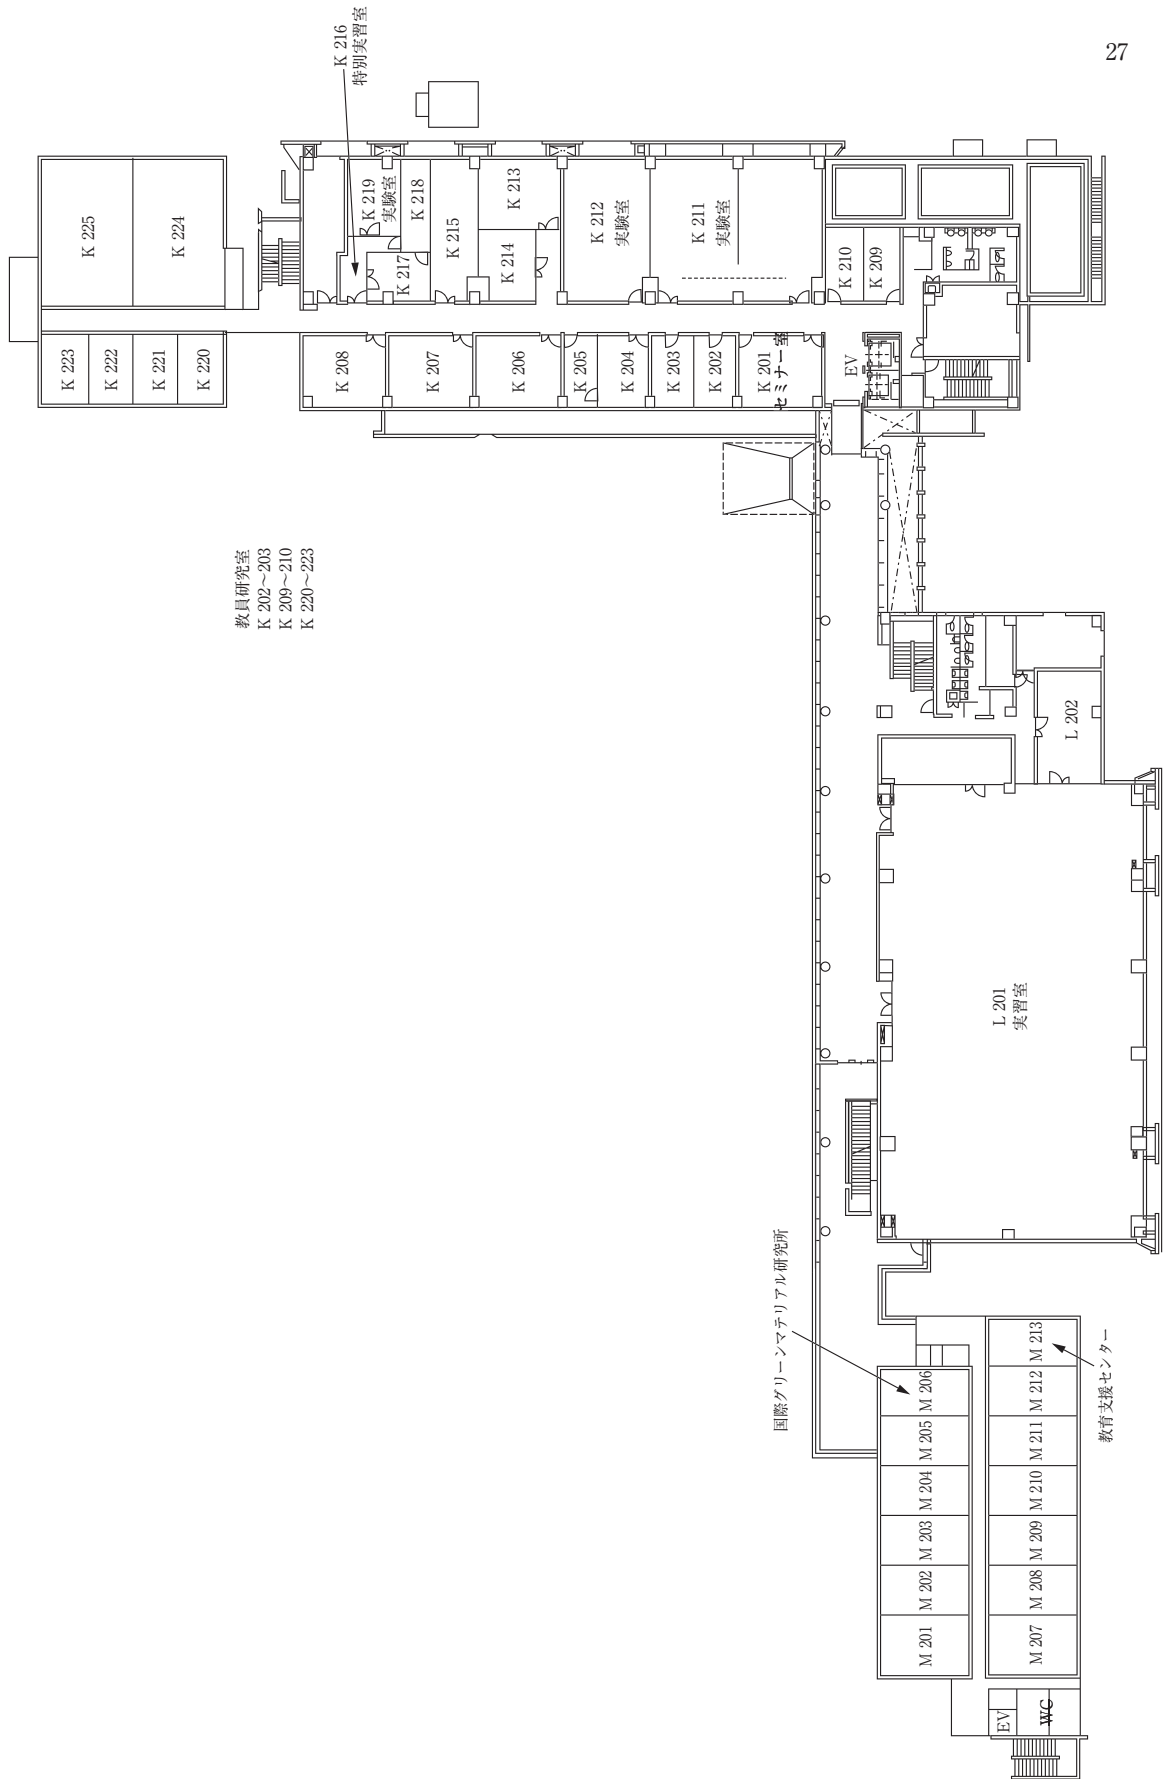 27
K 216
特別実習室
K 225
K 224
K 223
K 222
K 221
K 220
K 219
実験室
K 218
K 217
K 215
K 213
K 214
K 212
実験室
K 211
実験室
K 210
K 209
K 208
K 207
K 206
K 205
K 204
K 203
K 202
K 201
セミナー室
EV
教員研究室
K 202~203
K 209~210
K 220~223
L 202
L 201
実習室
国際グリーンマテリアル研究所
M 206
M 205
M 204
M 203
M 202
M 201
M 213
M 212
M 211
M 210
M 209
M 208
M 207
教育支援センター
EV
WC